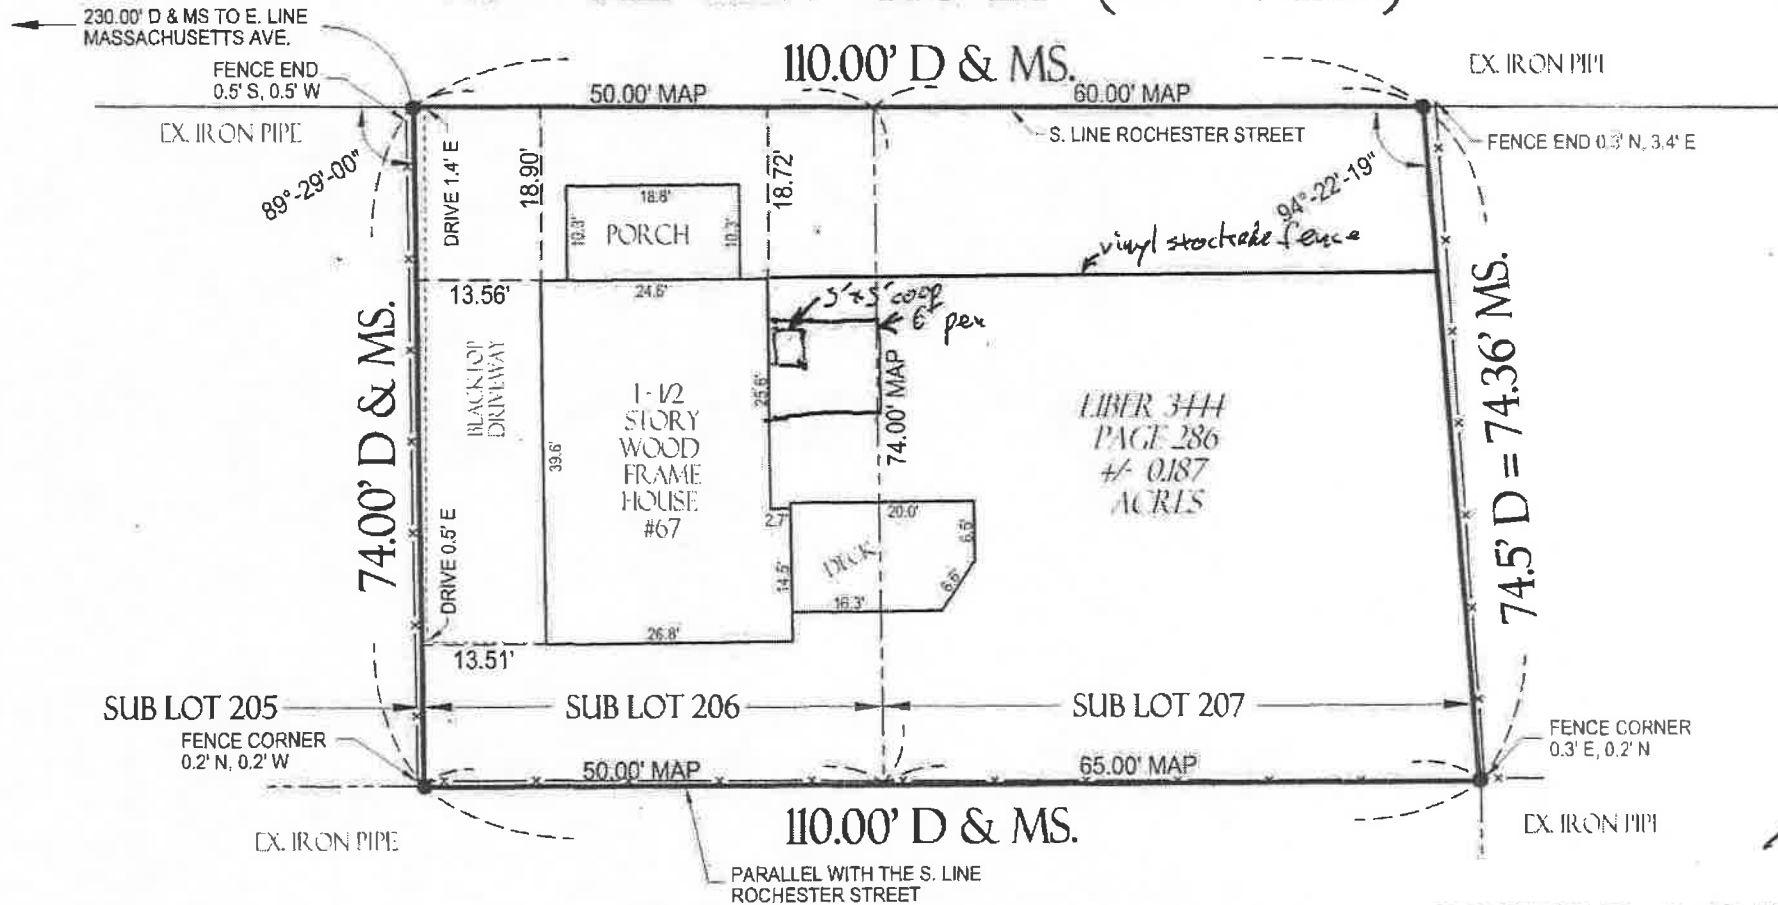 230.00' D & MS TO E. LINE
MASSACHUSETTS AVE.
FENCE END
0.5' S, 0.5' W
110.00' D & MS.
EX. IRON PIPE
50.00' MAP
60.00' MAP
EX. IRON PIPE
S. LINE ROCHESTER STREET
FENCE END 0.3' N, 3.4' E
89°-29'-00"
DRIVE 1.4' E
18.90'
18.72'
94°-22'-19"
18.8'
10.3'
PORCH
10.3'
vinyl stockade fence
13.56'
24.6'
5'x5' coop
6' pen
74.00' D & MS.
BLACKTOP
DRIVEWAY
1-1/2
STORY
WOOD
FRAME
HOUSE
#67
39.6'
25.6'
74.00' MAP
LIBER 3444
PAGE 286
+/- 0.187
ACRES
74.5' D = 74.36' MS.
DRIVE 0.5' E
2.7'
20.0'
6.5'
DECK
14.5'
6.6'
16.3'
26.8'
13.51'
SUB LOT 205
SUB LOT 206
SUB LOT 207
FENCE CORNER
0.2' N, 0.2' W
FENCE CORNER
0.3' E, 0.2' N
50.00' MAP
65.00' MAP
110.00' D & MS.
EX. IRON PIPE
EX. IRON PIPE
PARALLEL WITH THE S. LINE
ROCHESTER STREET